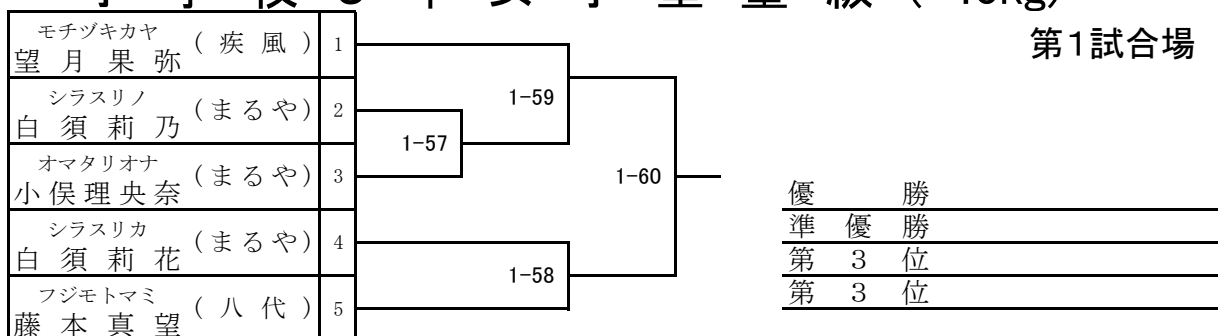 第1試合場
モチヅキカヤ
望月果弥 (疾風) 1
シラスリノ
白須莉乃 (まるや) 2
オマタリオナ
小俣理央奈 (まるや) 3
シラスリカ
白須莉花 (まるや) 4
フジモトマミ
藤本真望 (八代) 5
1-59
1-57
1-60
1-58
優勝
準優勝
第3位
第3位